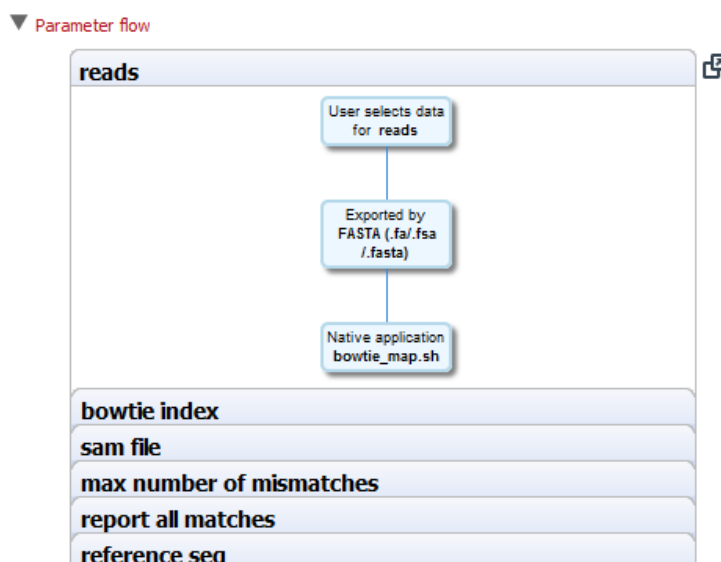 Parameter flow
reads
User selects data
for reads
Exported by
FASTA (.fa/.fsa
/.fasta)
Native application
bowtie_map.sh
bowtie index
sam file
max number of mismatches
report all matches
reference seq